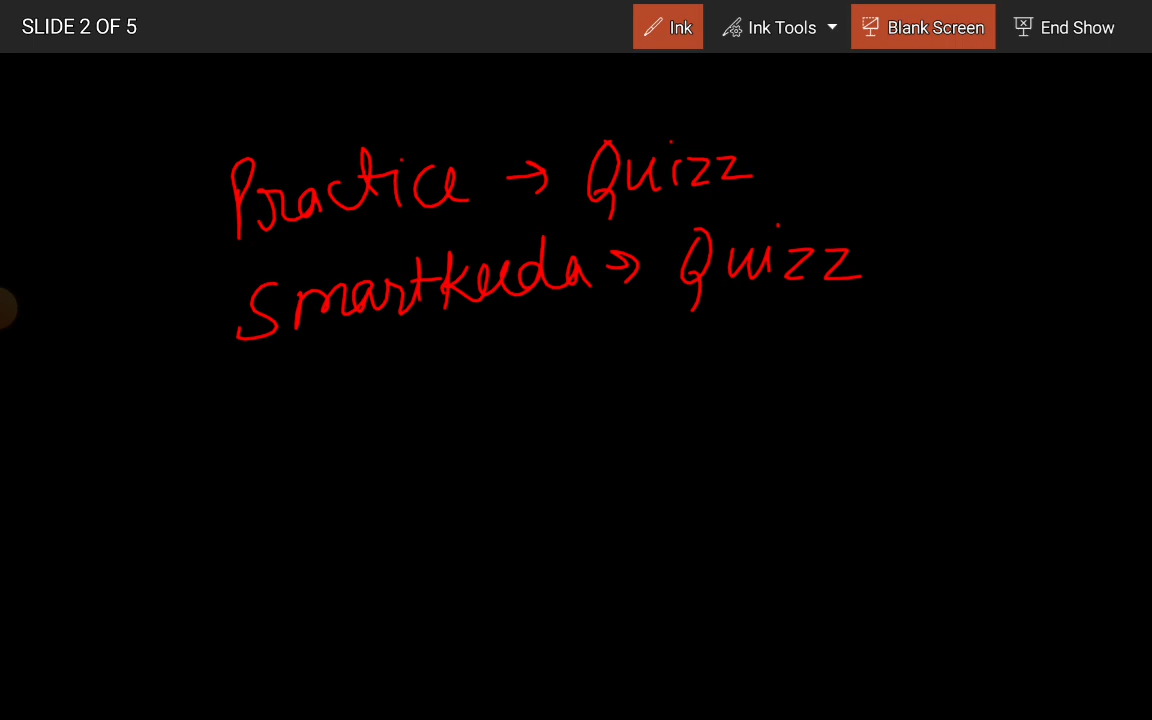 SLIDE 2 OF 5 Ink Ink Tools Blank Screen End Show
Practice → Quizz
Smartkeeda → Quizz